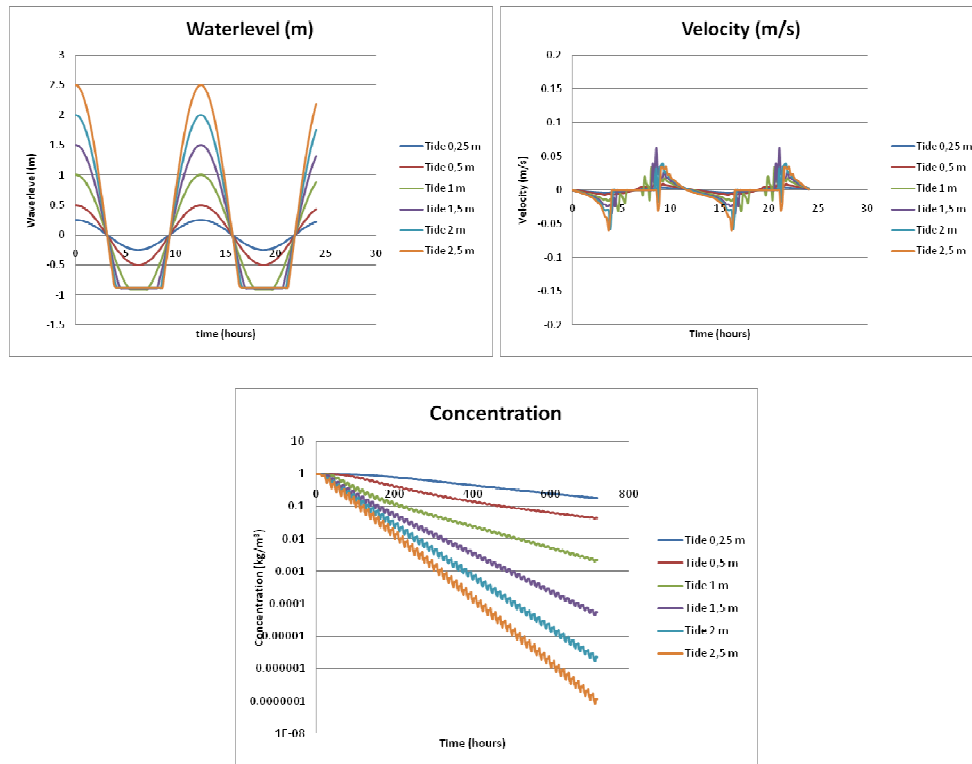 Waterlevel (m)
3
2.5
2
1.5
1
0.5
0
-0.5
-1
-1.5
0
5
10
15
20
25
30
Waterlevel (m)
time (hours)
Tide 0,25 m
Tide 0,5 m
Tide 1 m
Tide 1,5 m
Tide 2 m
Tide 2,5 m
Velocity (m/s)
0.2
0.15
0.1
0.05
0
-0.05
-0.1
-0.15
-0.2
0
5
10
15
20
25
30
Velocity (m/s)
Time (hours)
Tide 0,25 m
Tide 0,5 m
Tide 1 m
Tide 1,5 m
Tide 2 m
Tide 2,5 m
Concentration
10
1
0.1
0.01
0.001
0.0001
0.00001
0.000001
0.0000001
1E-08
0
200
400
600
800
Concentration (kg/m³)
Time (hours)
Tide 0,25 m
Tide 0,5 m
Tide 1 m
Tide 1,5 m
Tide 2 m
Tide 2,5 m